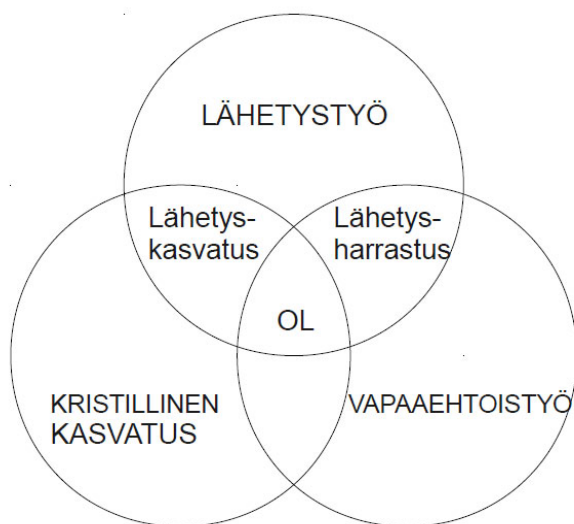 LÄHETYSTYÖ
Lähetys-
kasvatus
Lähetys-
harrastus
OL
KRISTILLINEN
KASVATUS
VAPAAEHTOISTYÖ